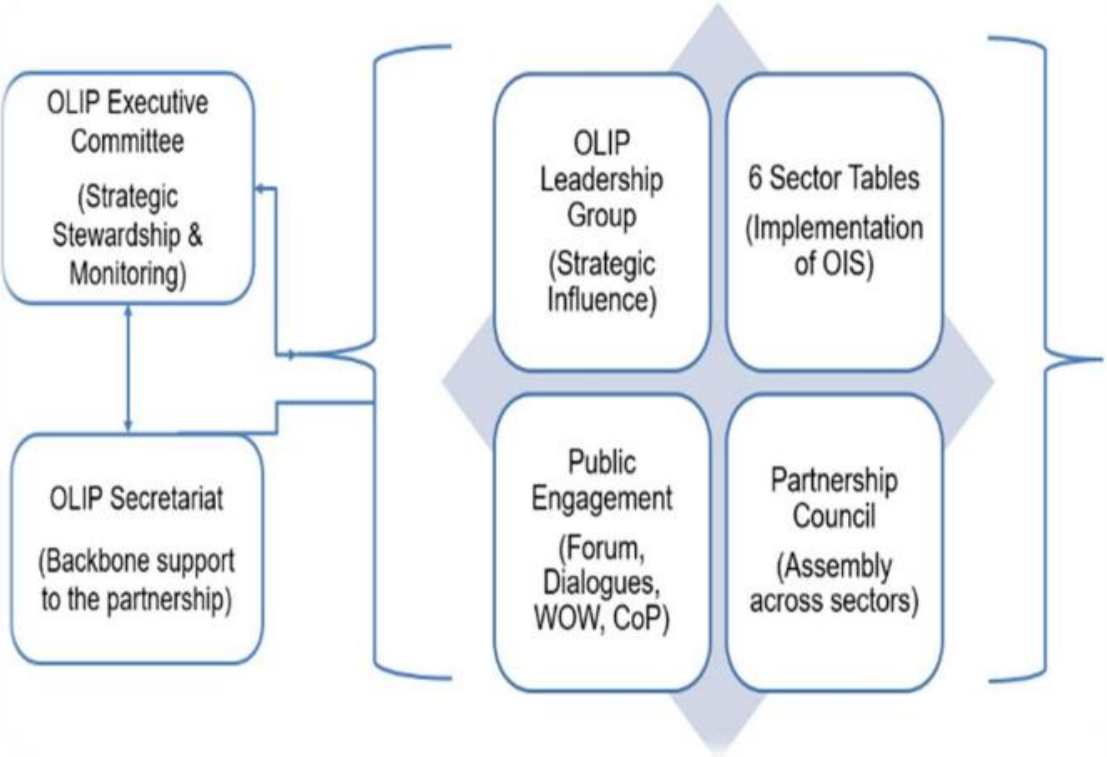 OLIP Executive
Committee
(Strategic
Stewardship &
Monitoring)
OLIP Secretariat
(Backbone support
to the partnership)
OLIP
Leadership
Group
(Strategic
Influence)
6 Sector Tables
(Implementation
of OIS)
Public
Engagement
(Forum,
Dialogues,
WOW, CoP)
Partnership
Council
(Assembly
across sectors)